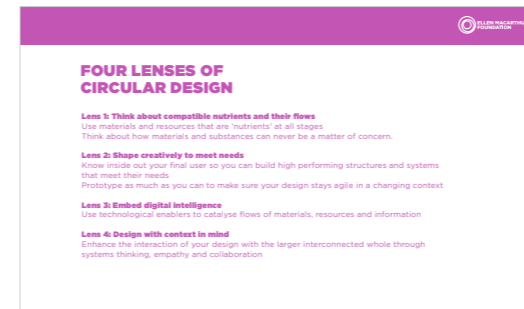 ELLEN MACARTHUR
FOUNDATION
FOUR LENSES OF
CIRCULAR DESIGN
Lens 1: Think about compatible nutrients and their flows
Use materials and resources that are 'nutrients' at all stages
Think about how materials and substances can never be a matter of concern.
Lens 2: Shape creatively to meet needs
Know inside out your final user so you can build high performing structures and systems
that meet their needs
Prototype as much as you can to make sure your design stays agile in a changing context
Lens 3: Embed digital intelligence
Use technological enablers to catalyse flows of materials, resources and information
Lens 4: Design with context in mind
Enhance the interaction of your design with the larger interconnected whole through
systems thinking, empathy and collaboration